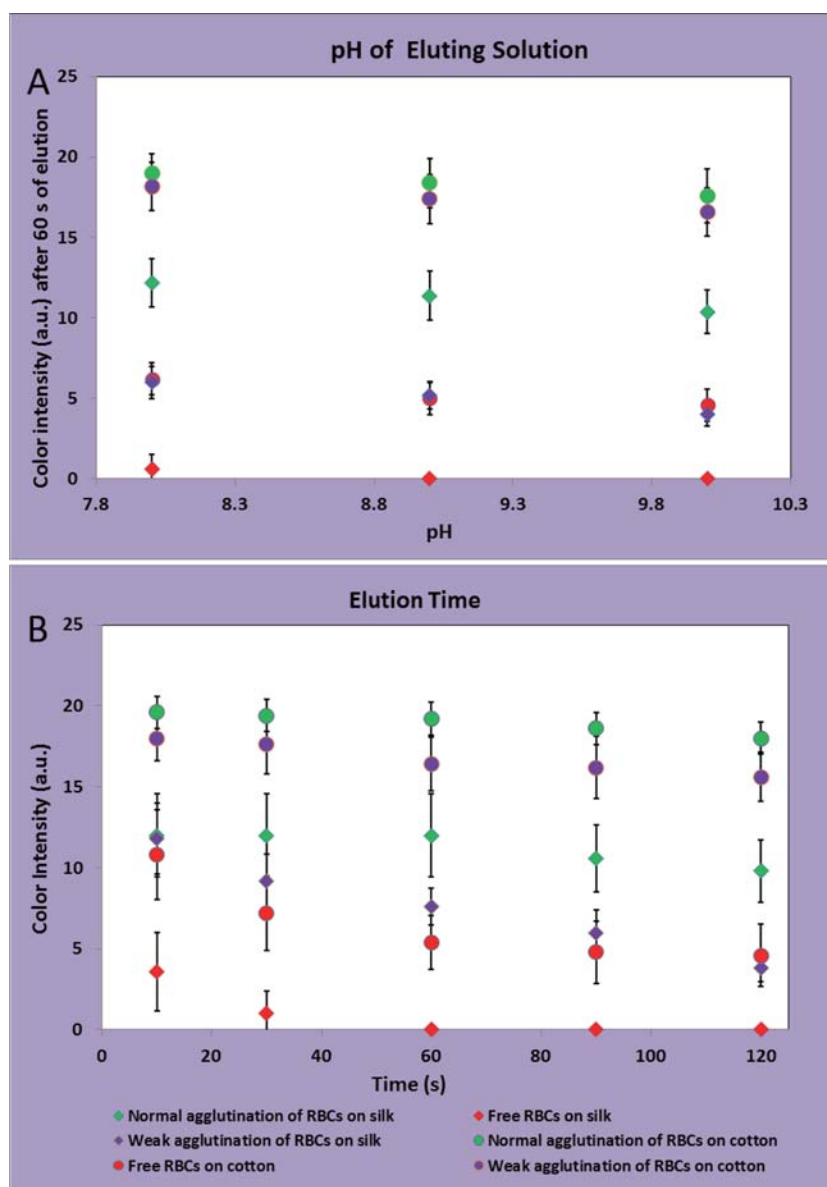 pH of Eluting Solution
A
Color intensity (a.u.) after 60 s of elution
25
20
15
10
5
0
7.8 8.3 8.8 9.3 9.8 10.3
pH
Elution Time
B
Color Intensity (a.u.)
25
20
15
10
5
0
0 20 40 60 80 100 120
Time (s)
Normal agglutination of RBCs on silk Free RBCs on silk
Weak agglutination of RBCs on silk Normal agglutination of RBCs on cotton
Free RBCs on cotton Weak agglutination of RBCs on cotton